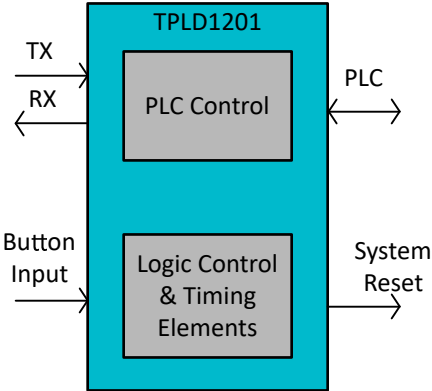 TPLD1201
TX
RX
PLC Control
PLC
Button
Input
Logic Control
& Timing
Elements
System
Reset